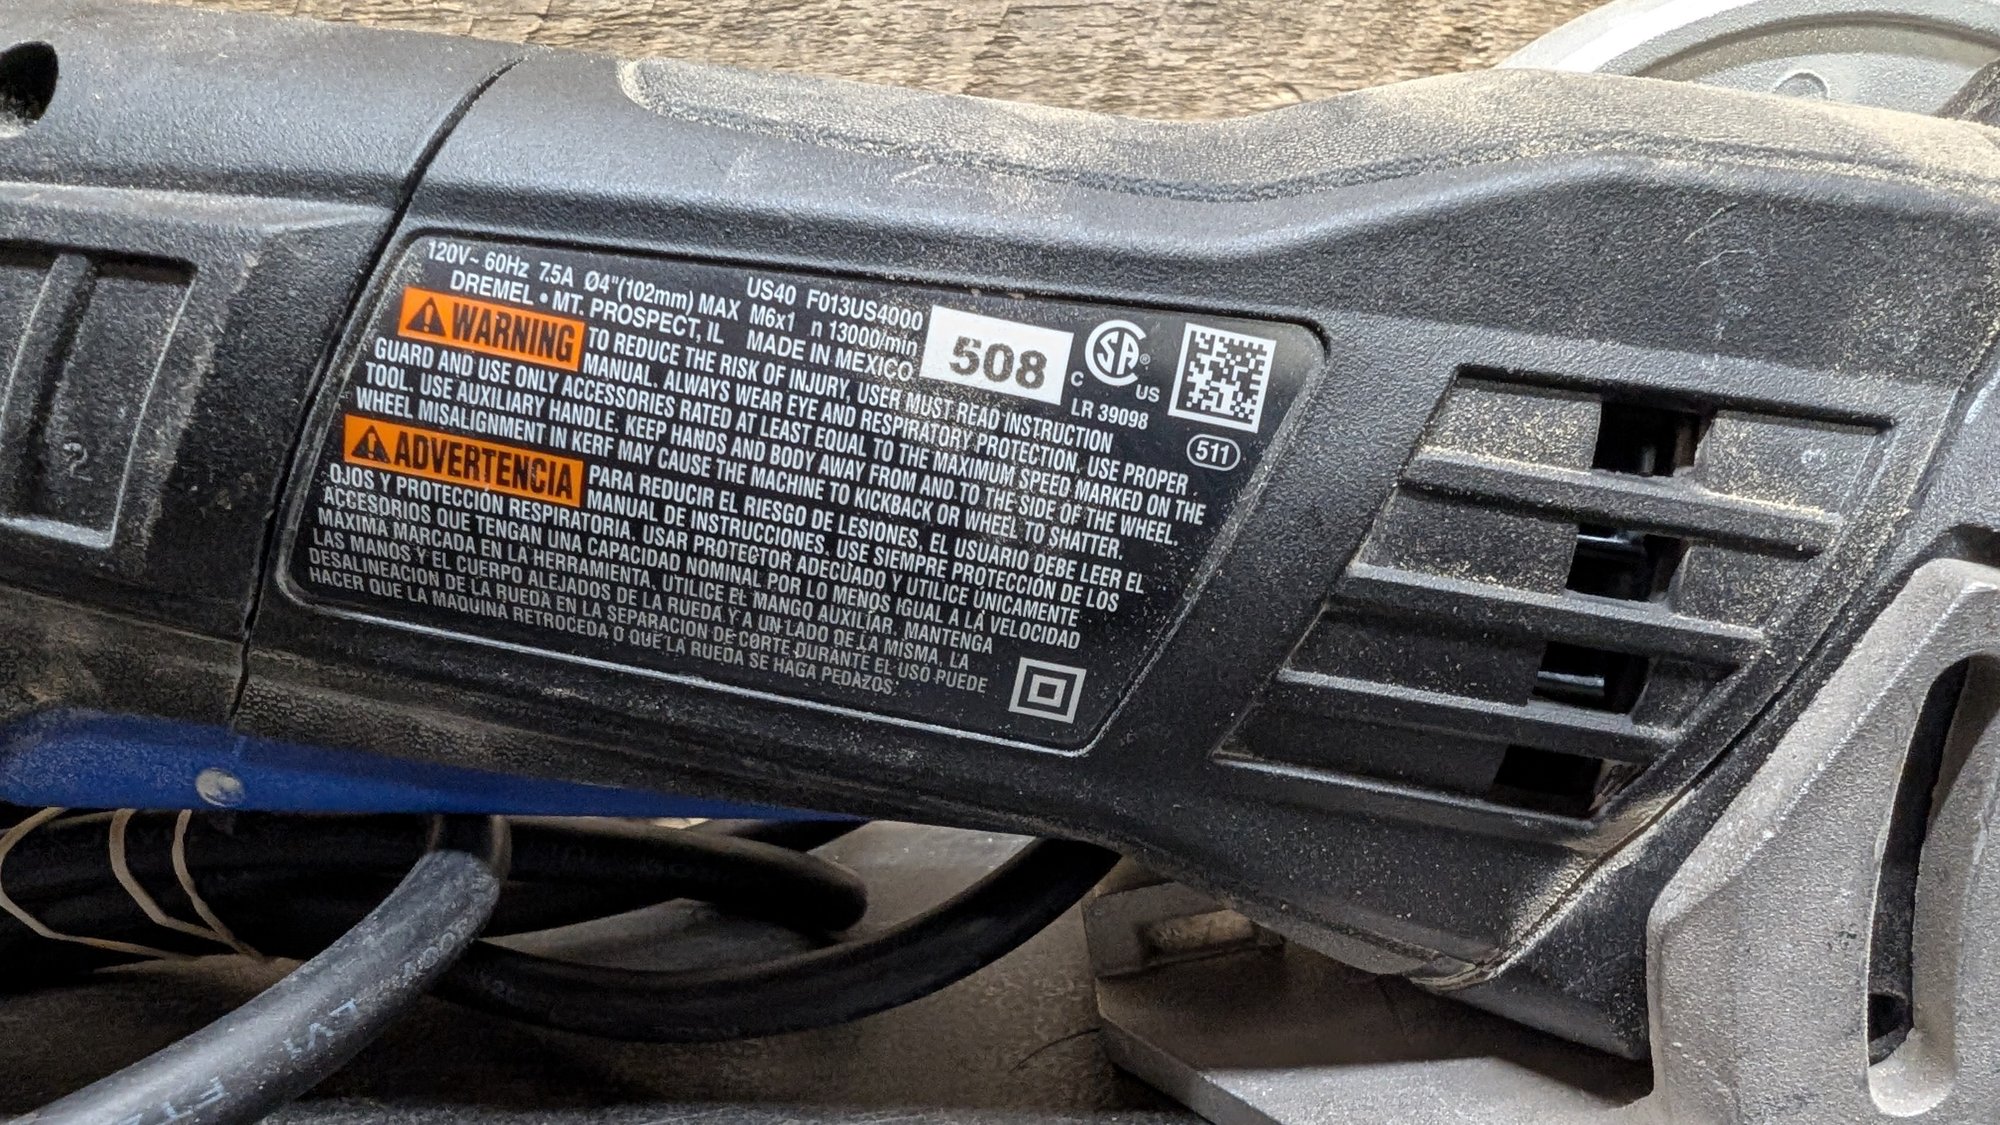 US40 F013US4000
120V~ 60Hz 7.5A Ø4"(102mm) MAX M6x1 n 13000/min
DREMEL • MT. PROSPECT, IL MADE IN MEXICO
508
SA ®
C US
LR 39098
511
WARNING TO REDUCE THE RISK OF INJURY, USER MUST READ INSTRUCTION
MANUAL. ALWAYS WEAR EYE AND RESPIRATORY PROTECTION, USE PROPER
GUARD AND USE ONLY ACCESSORIES RATED AT LEAST EQUAL TO THE MAXIMUM SPEED MARKED ON THE
TOOL. USE AUXILIARY HANDLE. KEEP HANDS AND BODY AWAY FROM AND TO THE SIDE OF THE WHEEL.
WHEEL MISALIGNMENT IN KERF MAY CAUSE THE MACHINE TO KICKBACK OR WHEEL TO SHATTER.
ADVERTENCIA PARA REDUCIR EL RIESGO DE LESIONES, EL USUARIO DEBE LEER EL
MANUAL DE INSTRUCCIONES. USE SIEMPRE PROTECCIÓN DE LOS
OJOS Y PROTECCIÓN RESPIRATORIA. USAR PROTECTOR ADECUADO Y UTILICE ÚNICAMENTE
ACCESORIOS QUE TENGAN UNA CAPACIDAD NOMINAL POR LO MENOS IGUAL A LA VELOCIDAD
MÁXIMA MARCADA EN LA HERRAMIENTA. UTILICE EL MANGO AUXILIAR. MANTENGA
LAS MANOS Y EL CUERPO ALEJADOS DE LA RUEDA Y A UN LADO DE LA MISMA. LA
DESALINEACION DE LA RUEDA EN LA SEPARACION DE CORTE DURANTE EL USO PUEDE
HACER QUE LA MAQUINA RETROCEDA O QUE LA RUEDA SE HAGA PEDAZOS.
2